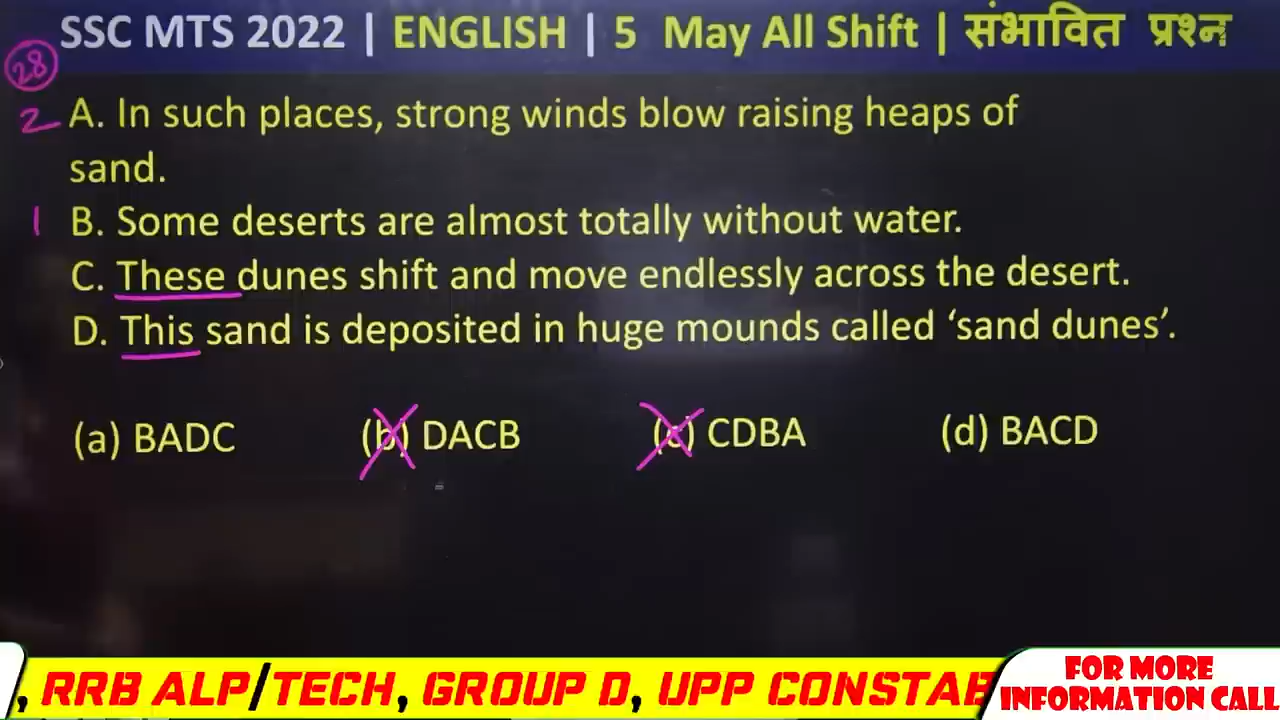 SSC MTS 2022 | ENGLISH | 5 May All Shift | संभावित प्रश्न
28
2 A. In such places, strong winds blow raising heaps of
sand.
1 B. Some deserts are almost totally without water.
C. These dunes shift and move endlessly across the desert.
D. This sand is deposited in huge mounds called ‘sand dunes’.
(a) BADC (b) DACB (c) CDBA (d) BACD
, RRB ALP/TECH, GROUP D, UPP CONSTAB
FOR MORE
INFORMATION CALL